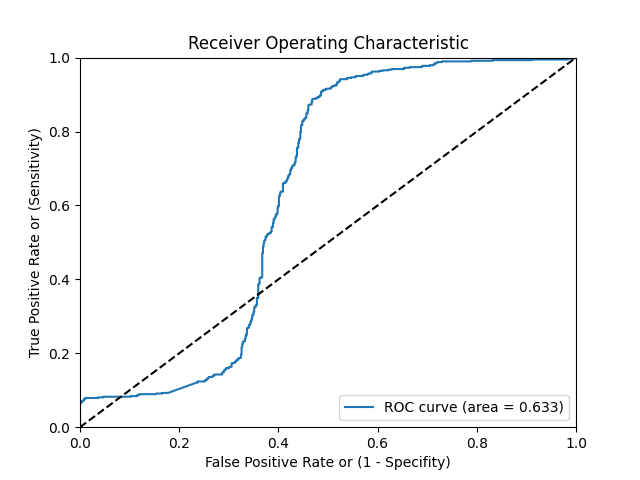 Receiver Operating Characteristic
True Positive Rate or (Sensitivity)
1.0
0.8
0.6
0.4
0.2
0.0
ROC curve (area = 0.633)
0.0 0.2 0.4 0.6 0.8 1.0
False Positive Rate or (1 - Specifity)